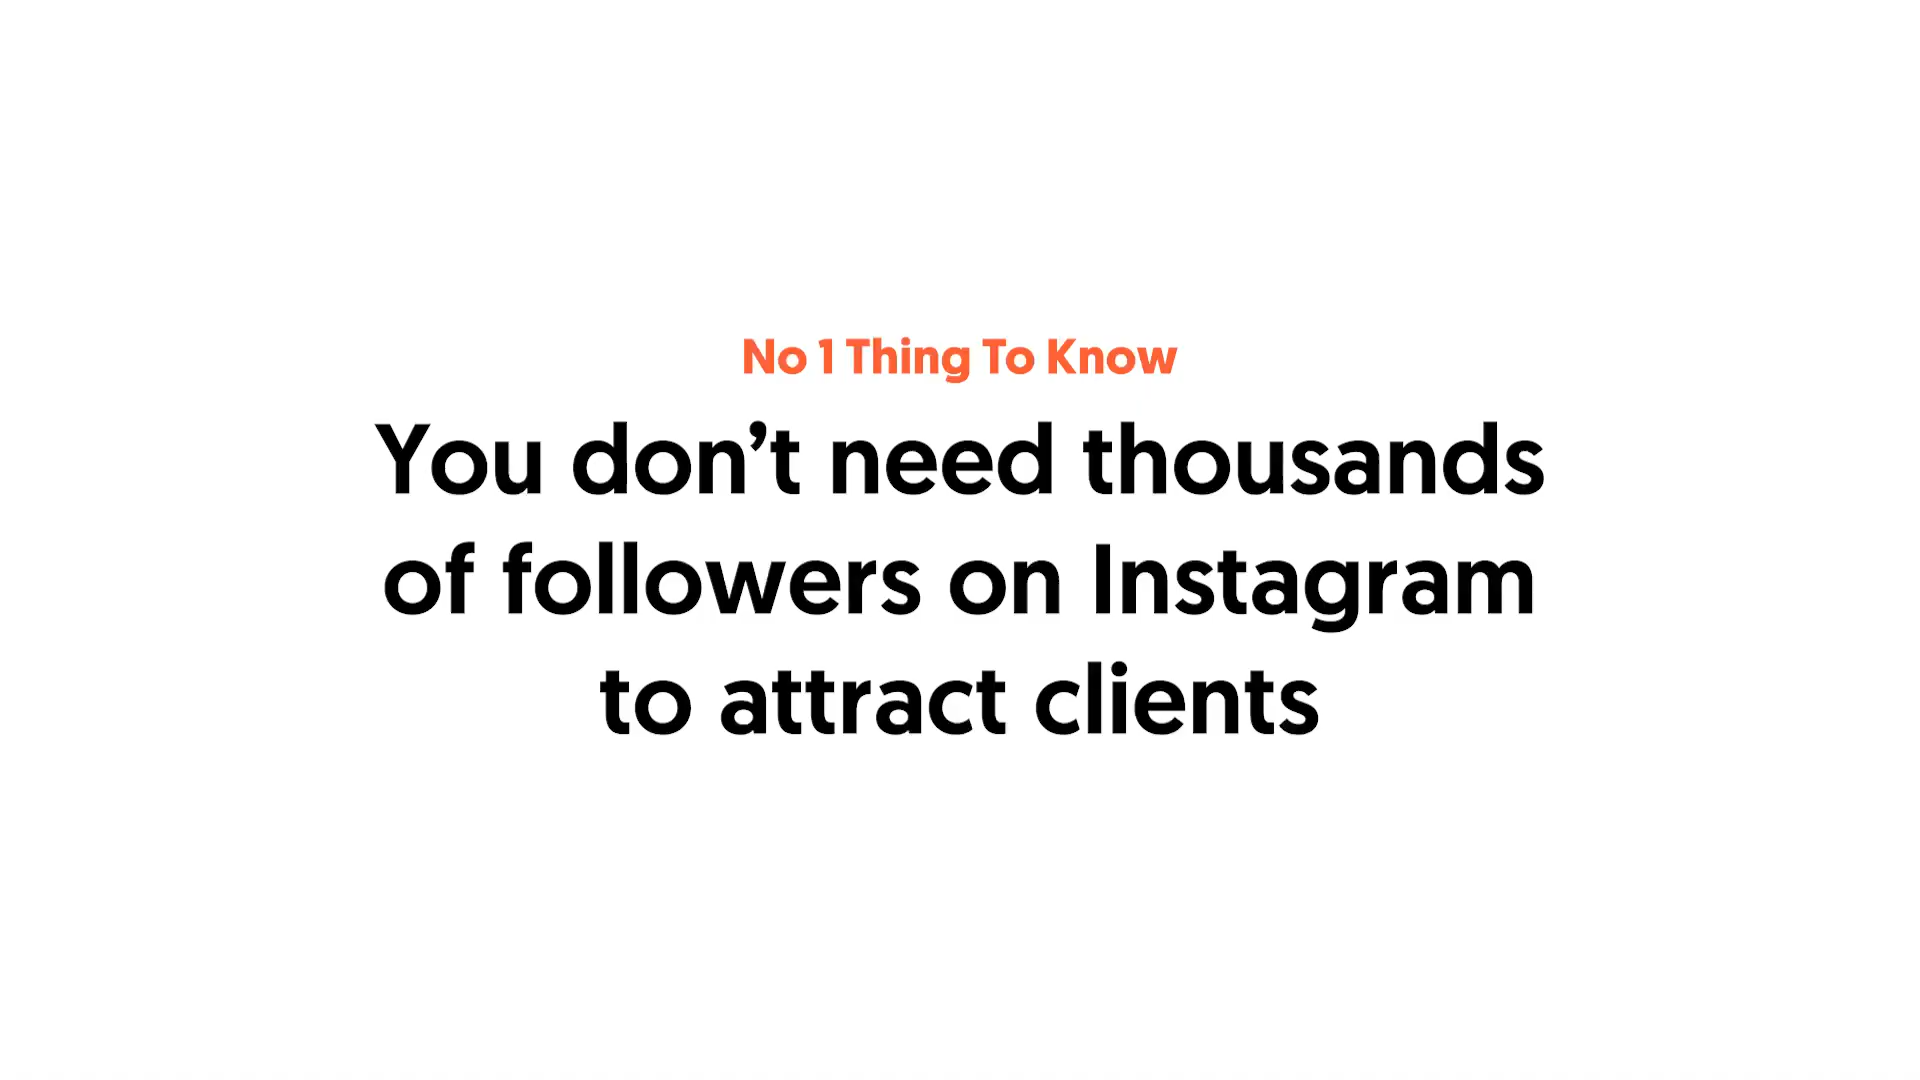 No 1 Thing To Know
You don’t need thousands
of followers on Instagram
to attract clients